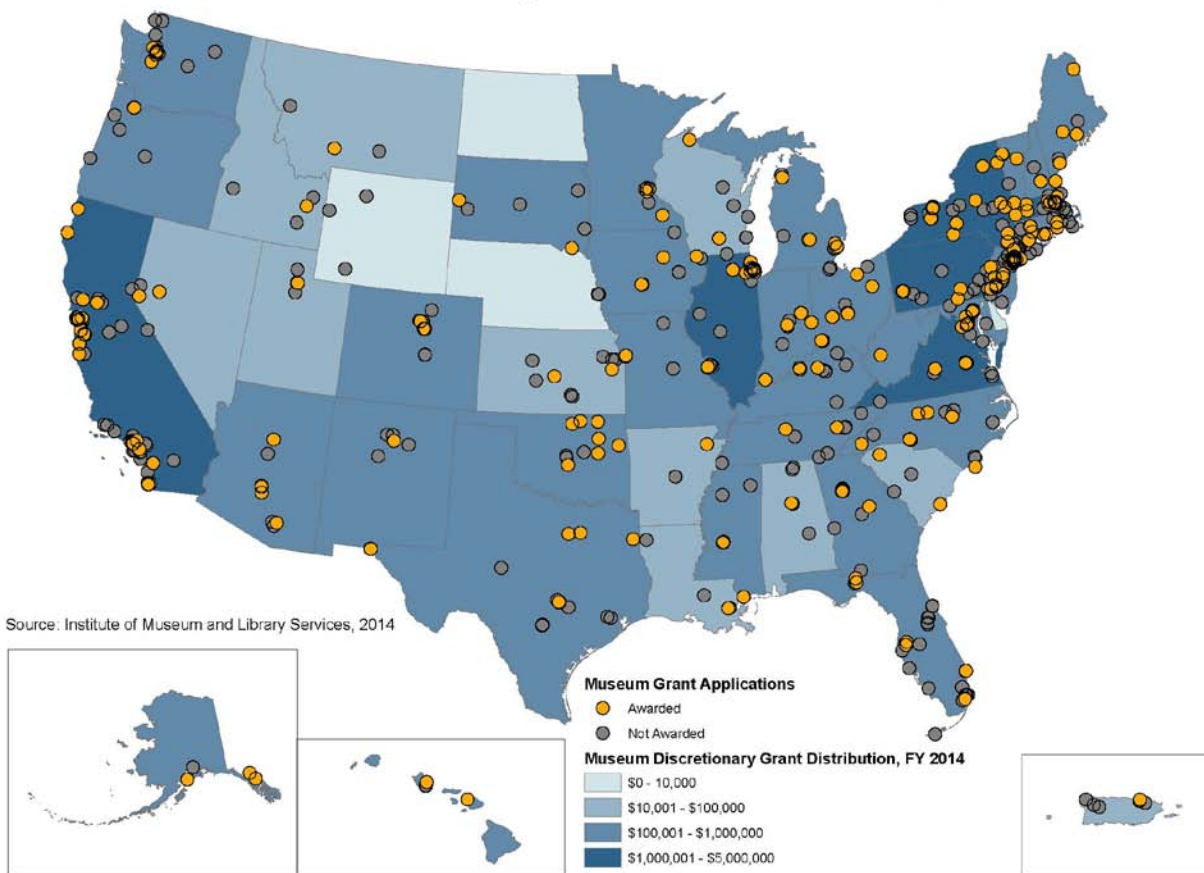 Source: Institute of Museum and Library Services, 2014
Museum Grant Applications
Awarded
Not Awarded
Museum Discretionary Grant Distribution, FY 2014
$0 - 10,000
$10,001 - $100,000
$100,001 - $1,000,000
$1,000,001 - $5,000,000